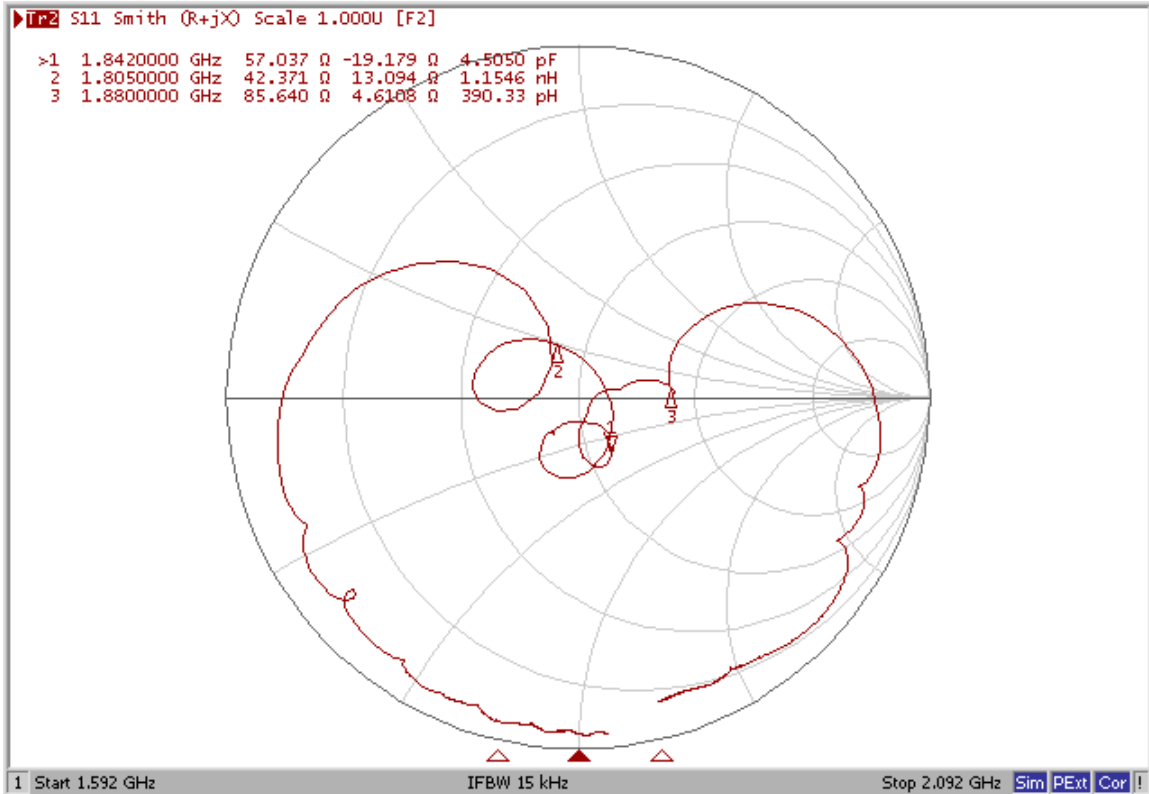 Tr2 S11 Smith (R+jX) Scale 1.000U [F2]
>1 1.8420000 GHz 57.037 Ω -19.179 Ω 4.5050 pF
2 1.8050000 GHz 42.371 Ω 13.094 Ω 1.1546 nH
3 1.8800000 GHz 85.640 Ω 4.6108 Ω 390.33 pH
2
3
1 Start 1.592 GHz IFBW 15 kHz Stop 2.092 GHz Sim PExt Cor !